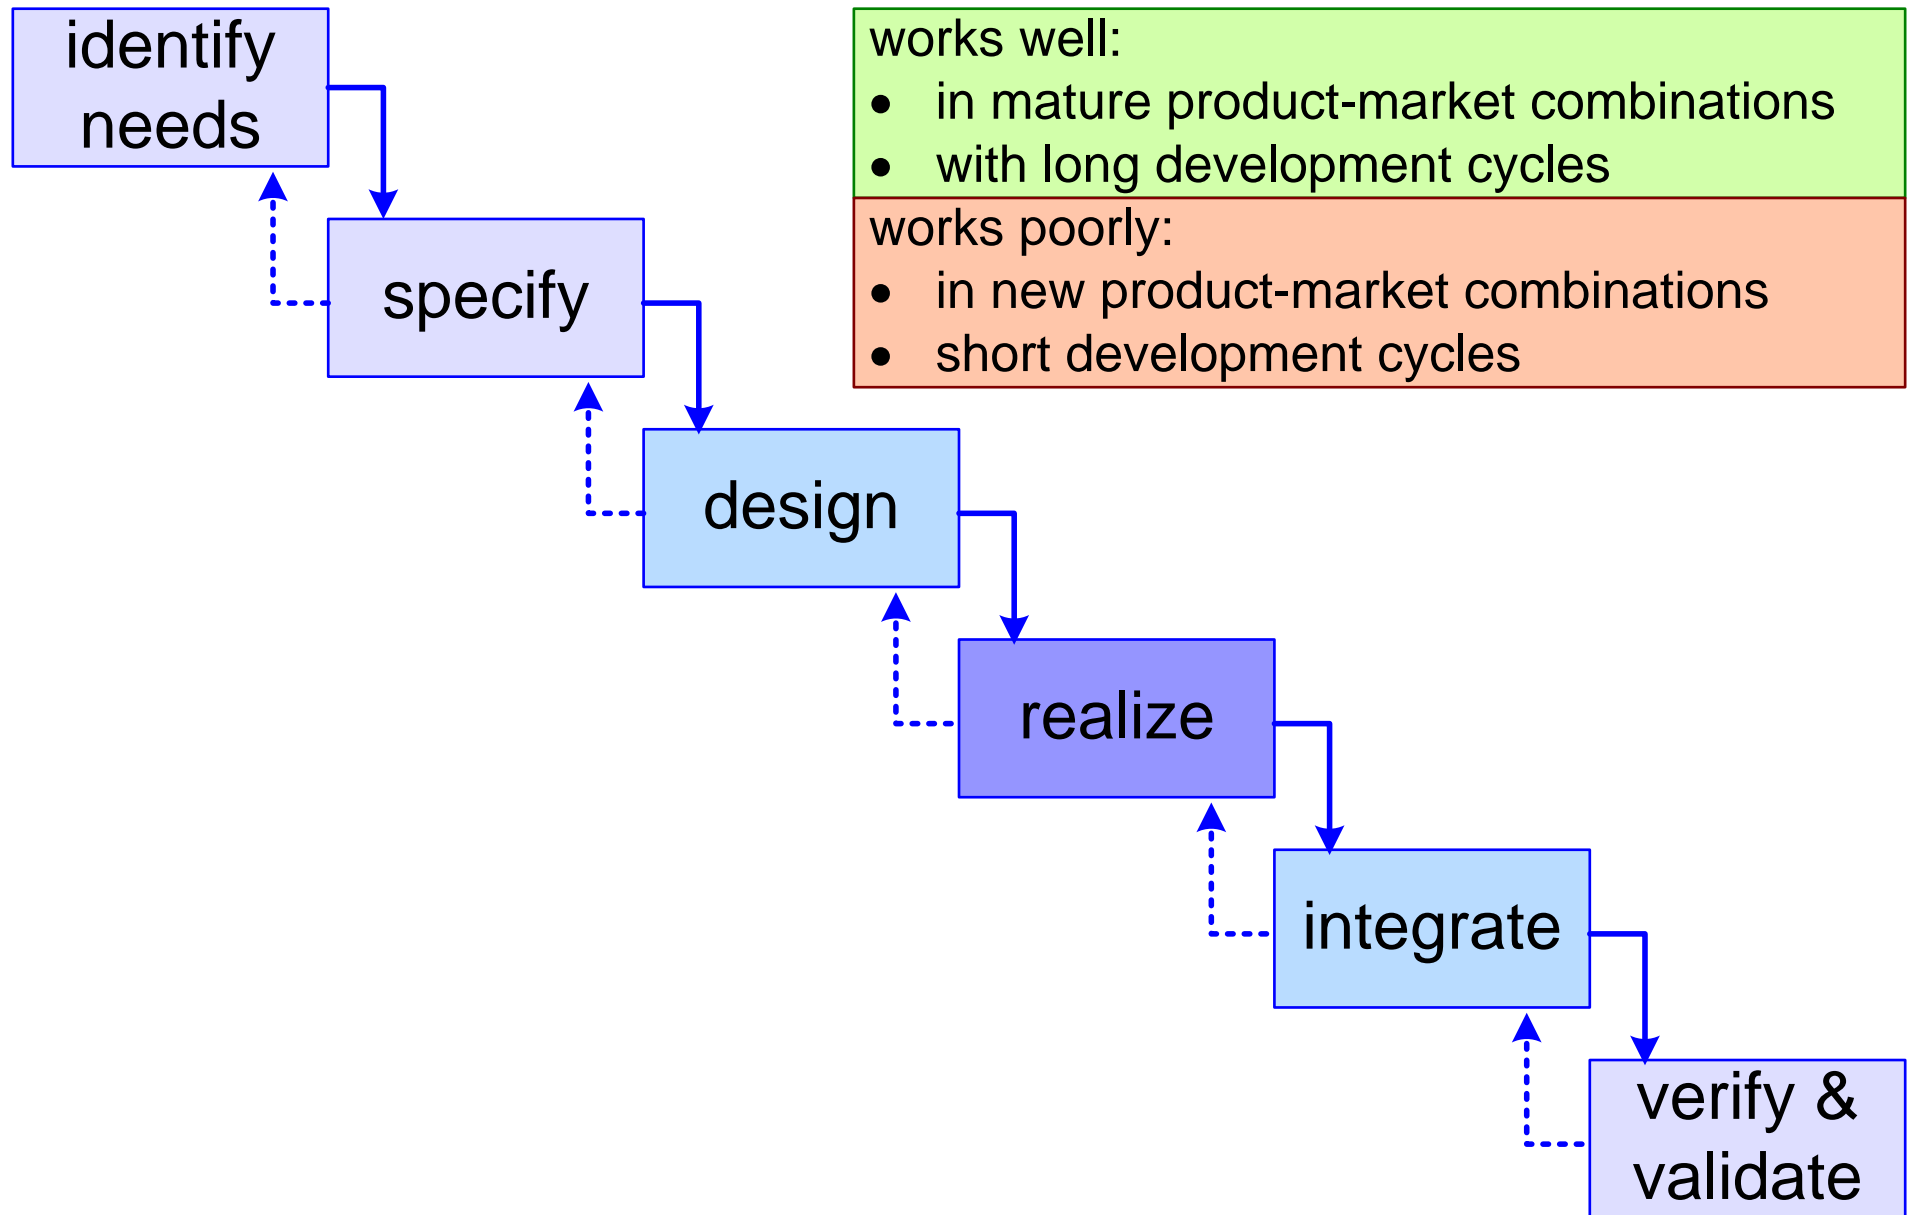 identify
needs
works well:
● in mature product-market combinations
● with long development cycles
works poorly:
● in new product-market combinations
● short development cycles
specify
design
realize
integrate
verify &
validate